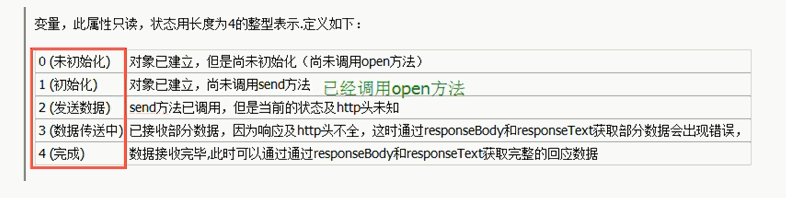 变量，此属性只读，状态用长度为4的整型表示.定义如下：
0 (未初始化) 对象已建立，但是尚未初始化（尚未调用open方法）
1 (初始化) 对象已建立，尚未调用send方法 已经调用open方法
2 (发送数据) send方法已调用，但是当前的状态及http头未知
3 (数据传送中) 已接收部分数据，因为响应及http头不全，这时通过responseBody和responseText获取部分数据会出现错误，
4 (完成) 数据接收完毕,此时可以通过通过responseBody和responseText获取完整的回应数据